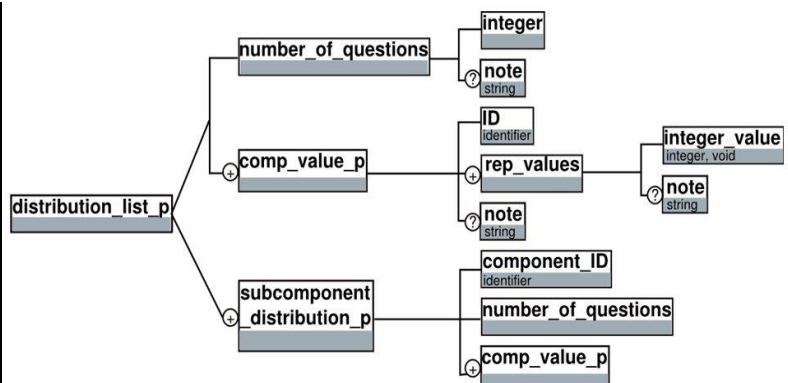 integer
number_of_questions
?
note
string
ID
identifier
integer_value
integer, void
+
comp_value_p
+
rep_values
?
note
string
distribution_list_p
?
note
string
component_ID
identifier
+
subcomponent
_distribution_p
number_of_questions
+
comp_value_p